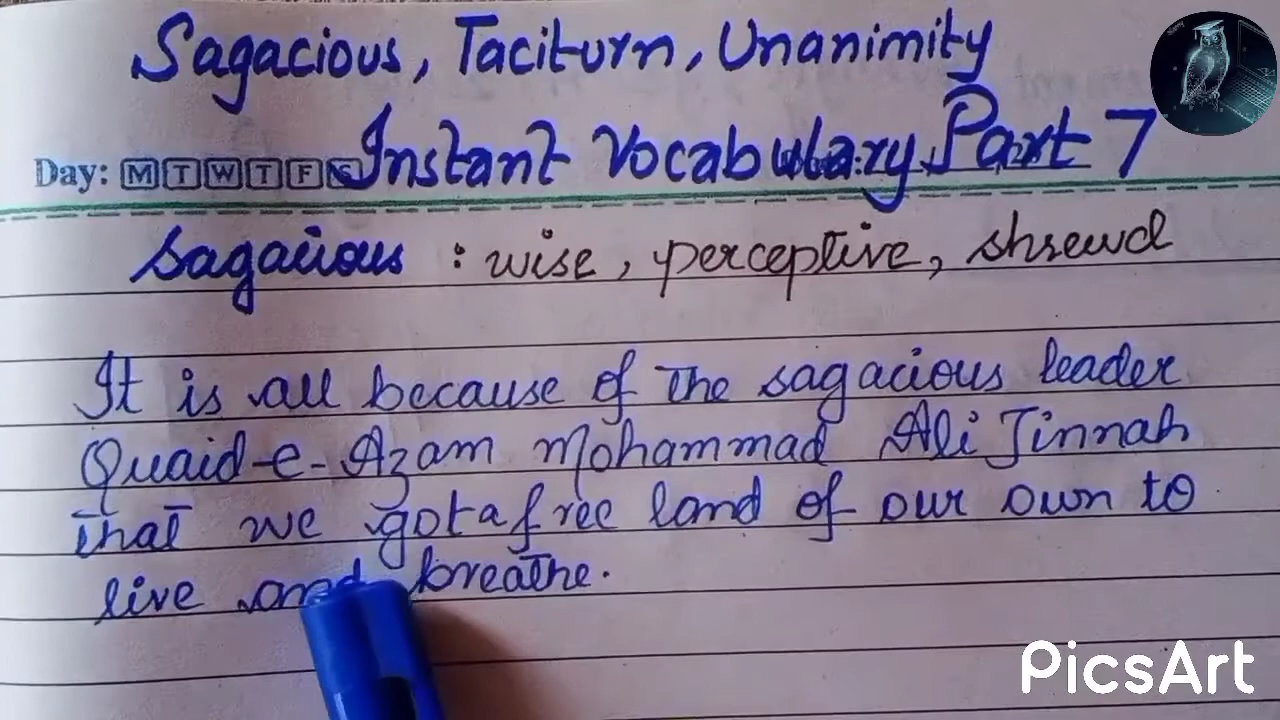 Sagacious, Taciturn, Unanimity
Instant Vocabulary Part 7
Day: M T W T F S
Sagacious : wise, perceptive, shrewd
It is all because of the sagacious leader
Quaid-e-Azam Mohammad Ali Jinnah
that we got a free land of our own to
live and breathe.
PicsArt